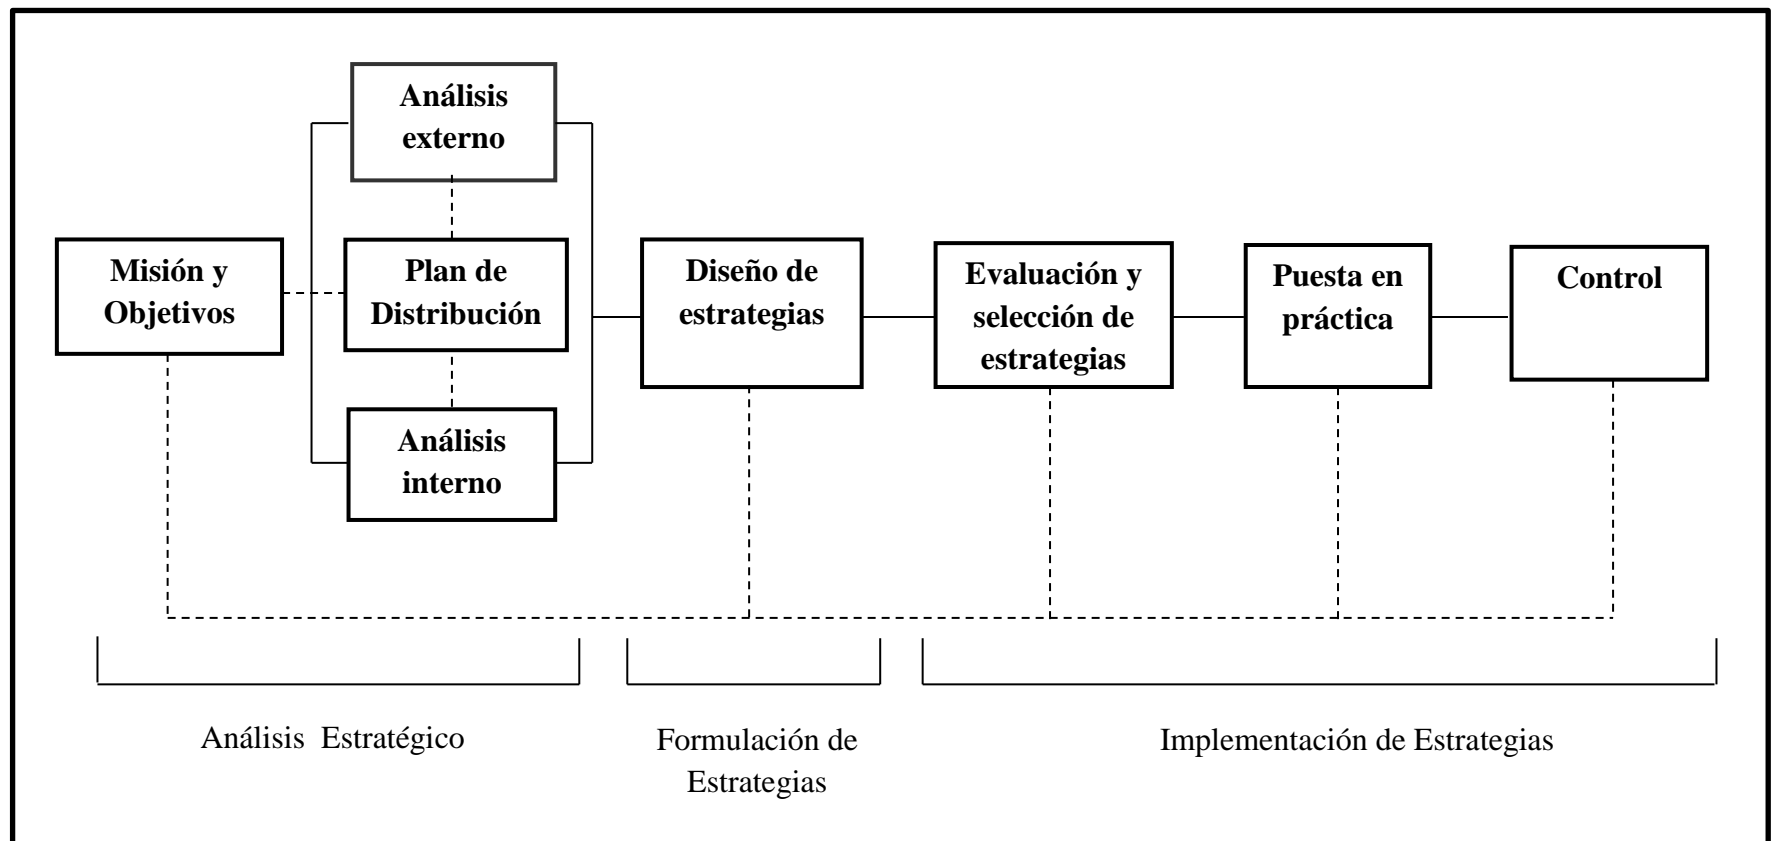 Análisis
externo
Misión y
Objetivos
Plan de
Distribución
Análisis
interno
Diseño de
estrategias
Evaluación y
selección de
estrategias
Puesta en
práctica
Control
Análisis  Estratégico
Formulación de
Estrategias
Implementación de Estrategias